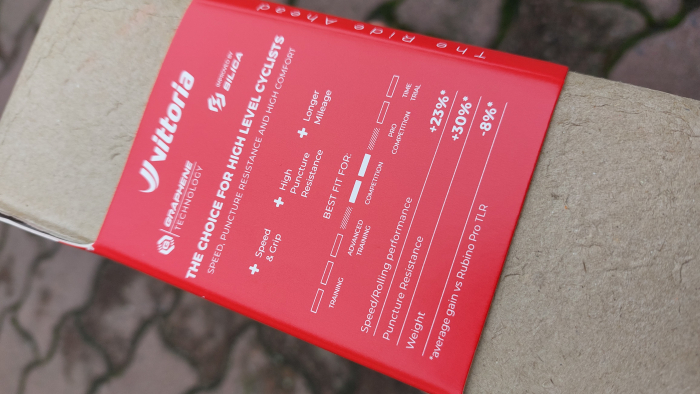 The Ride Ahead
vittoria
GRAPHENE
TECHNOLOGY
IMPROVED BY
BILIGA
THE CHOICE FOR HIGH LEVEL CYCLISTS
SPEED, PUNCTURE RESISTANCE AND HIGH COMFORT
+ Speed
& Grip
+ High
Puncture
Resistance
+ Longer
Mileage
BEST FIT FOR:
TRAINING
ADVANCED
TRAINING
COMPETITION
PRO
COMPETITION
TIME
TRIAL
Speed/Rolling performance +23%*
Puncture Resistance +30%*
Weight -8%*
*average gain vs Rubino Pro TLR